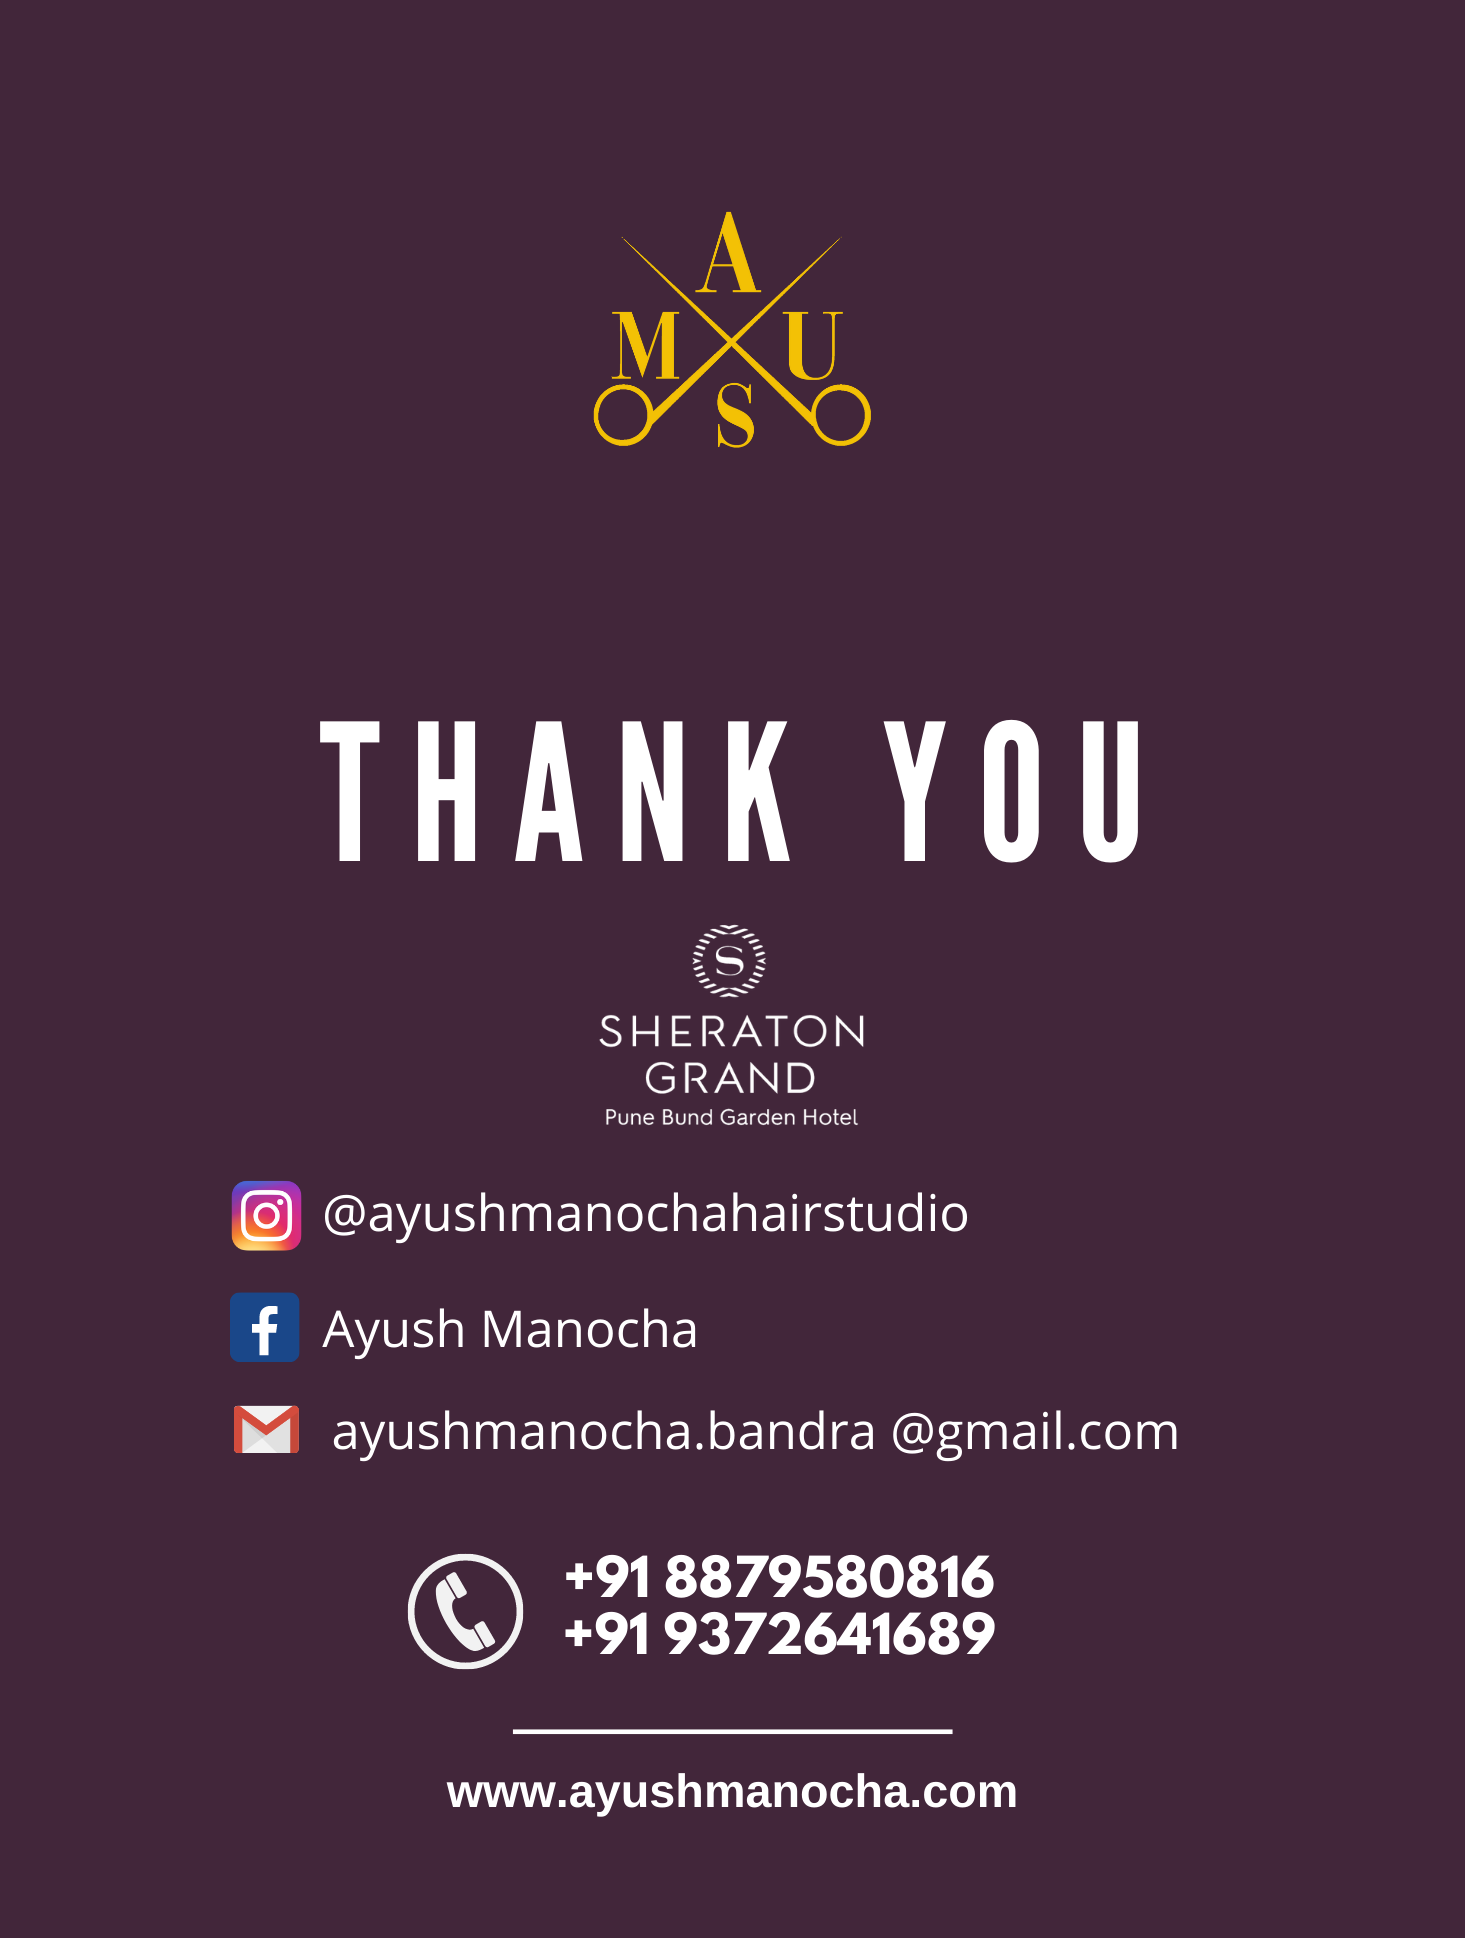 A
M U
S
THANK YOU
S
SHERATON
GRAND
Pune Bund Garden Hotel
@ayushmanochahairstudio
f Ayush Manocha
ayushmanocha.bandra @gmail.com
+91 8879580816
+91 9372641689
www.ayushmanocha.com